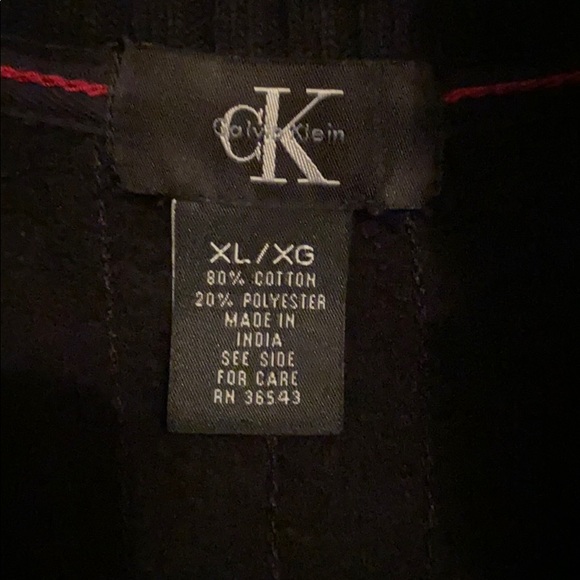 CK
Calvin Klein
XL/XG
80% COTTON
20% POLYESTER
MADE IN
INDIA
SEE SIDE
FOR CARE
RN 36543